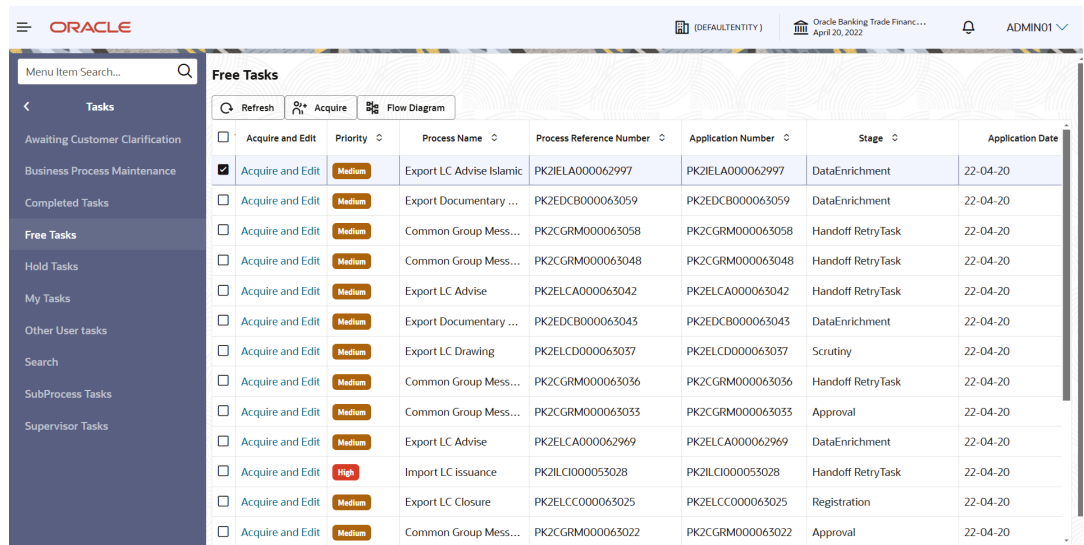 ORACLE
(DEFAULTENTITY )
Oracle Banking Trade Financ...
April 20, 2022
ADMIN01
Menu Item Search...
Tasks
Awaiting Customer Clarification
Business Process Maintenance
Completed Tasks
Free Tasks
Hold Tasks
My Tasks
Other User tasks
Search
SubProcess Tasks
Supervisor Tasks
Free Tasks
Refresh Acquire Flow Diagram
Acquire and Edit Priority Process Name Process Reference Number Application Number Stage Application Date
Acquire and Edit Medium Export LC Advise Islamic PK2IELA000062997 PK2IELA000062997 DataEnrichment 22-04-20
Acquire and Edit Medium Export Documentary ... PK2EDCB000063059 PK2EDCB000063059 DataEnrichment 22-04-20
Acquire and Edit Medium Common Group Mess... PK2CGRM000063058 PK2CGRM000063058 Handoff RetryTask 22-04-20
Acquire and Edit Medium Common Group Mess... PK2CGRM000063048 PK2CGRM000063048 Handoff RetryTask 22-04-20
Acquire and Edit Medium Export LC Advise PK2ELCA000063042 PK2ELCA000063042 Handoff RetryTask 22-04-20
Acquire and Edit Medium Export Documentary ... PK2EDCB000063043 PK2EDCB000063043 DataEnrichment 22-04-20
Acquire and Edit Medium Export LC Drawing PK2ELCD000063037 PK2ELCD000063037 Scrutiny 22-04-20
Acquire and Edit Medium Common Group Mess... PK2CGRM000063036 PK2CGRM000063036 Handoff RetryTask 22-04-20
Acquire and Edit Medium Common Group Mess... PK2CGRM000063033 PK2CGRM000063033 Approval 22-04-20
Acquire and Edit Medium Export LC Advise PK2ELCA000062969 PK2ELCA000062969 DataEnrichment 22-04-20
Acquire and Edit High Import LC issuance PK2ILCI000053028 PK2ILCI000053028 Handoff RetryTask 22-04-20
Acquire and Edit Medium Export LC Closure PK2ELCC000063025 PK2ELCC000063025 Registration 22-04-20
Acquire and Edit Medium Common Group Mess... PK2CGRM000063022 PK2CGRM000063022 Approval 22-04-20